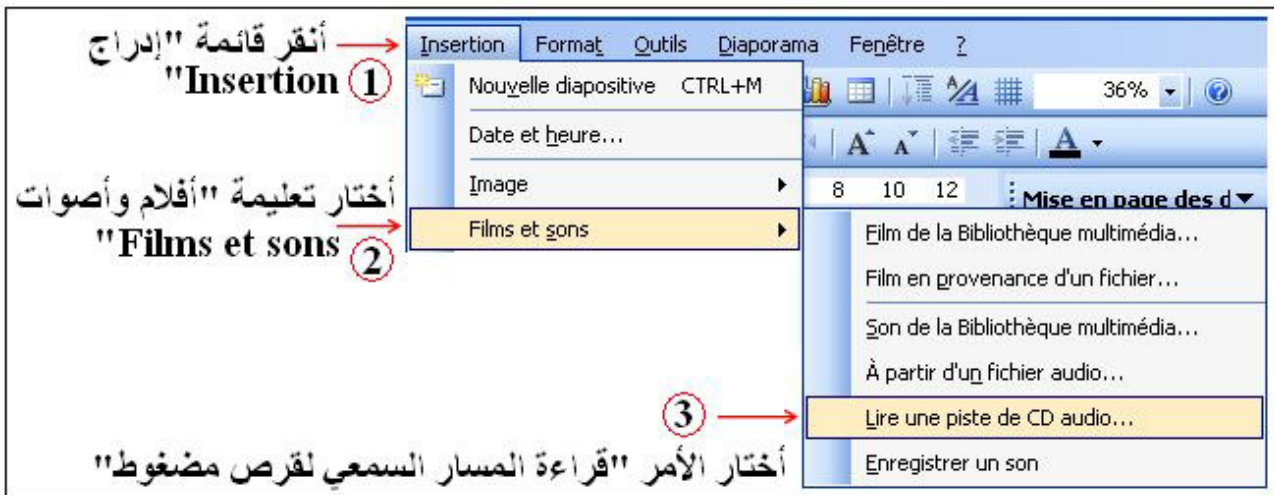 أنقر قائمة "إدراج
Insertion" ①
Insertion Format Outils Diaporama Fenêtre ?
Nouvelle diapositive CTRL+M
36%
Date et heure...
A A A
Image
8 10 12
Mise en page des d
أختار تعليمة "أفلام وأصوات
Films et sons" ②
Films et sons
Film de la Bibliothèque multimédia...
Film en provenance d'un fichier...
Son de la Bibliothèque multimédia...
À partir d'un fichier audio...
③
Lire une piste de CD audio...
أختار الأمر "قراءة المسار السمعي لقرص مضغوط"
Enregistrer un son